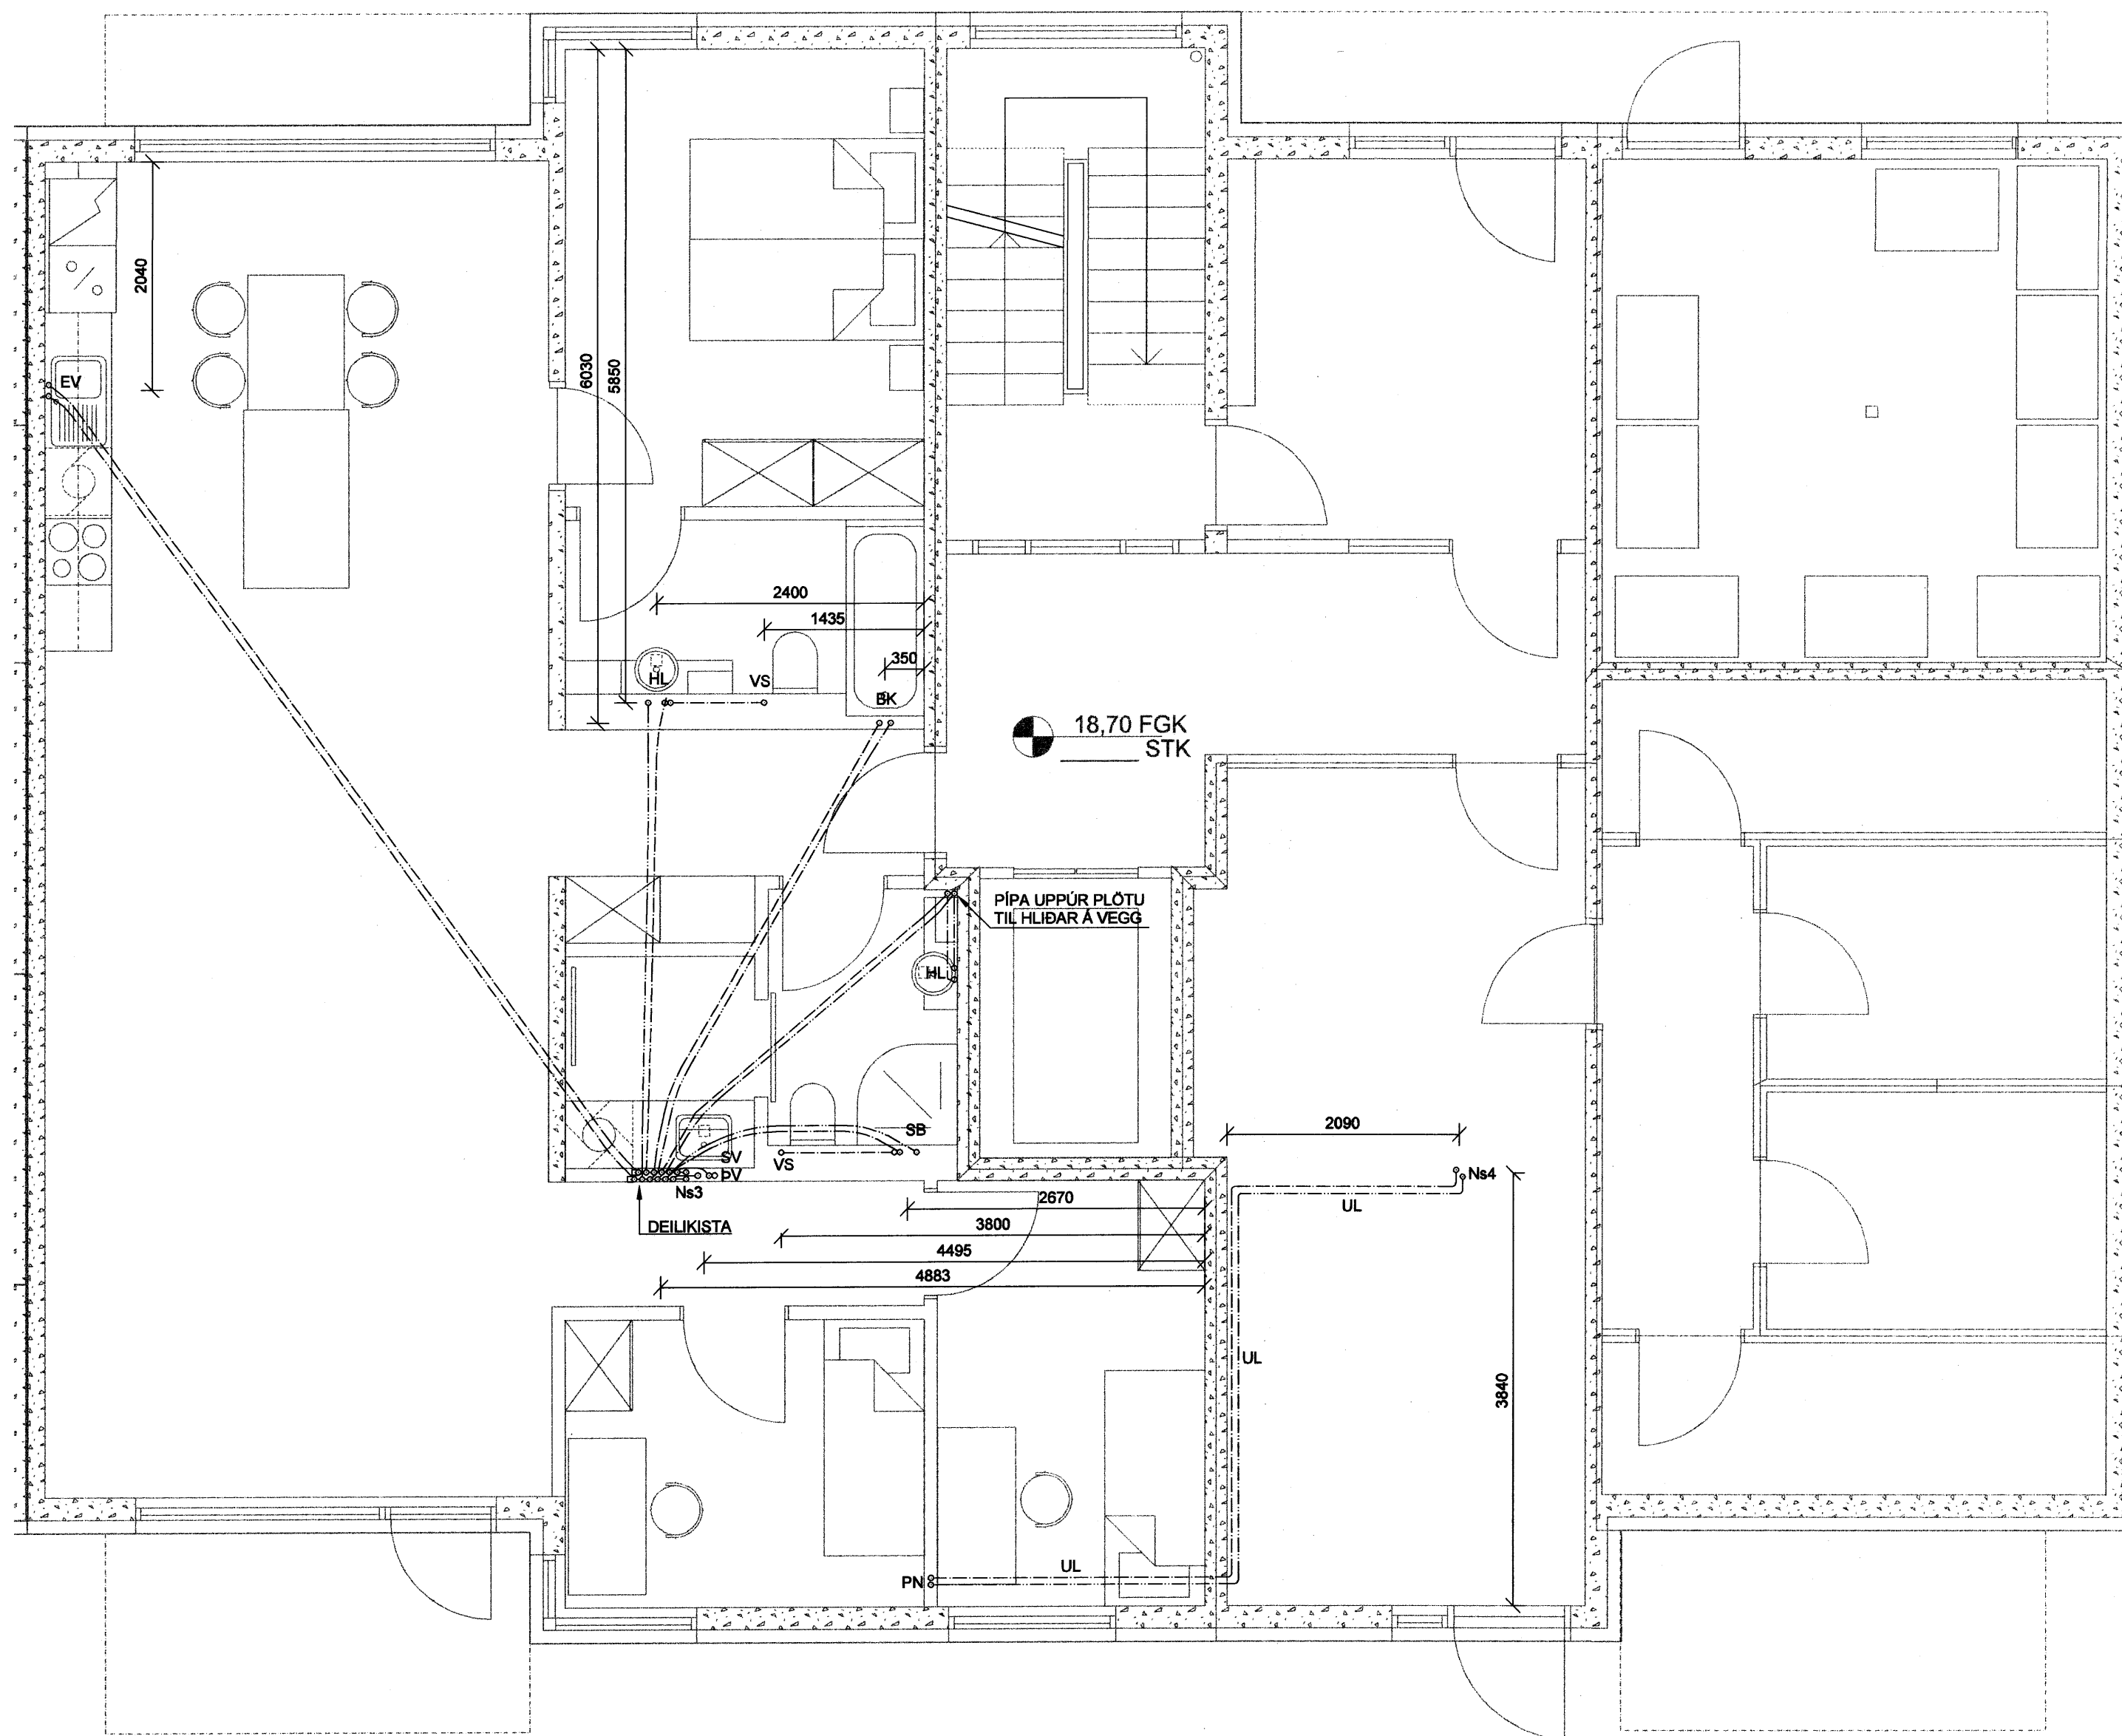 2040
EV
6030
5850
2400
1435
350
HL
VS
BK
18,70 FGK
STK
PÍPA UPPÚR PLÖTU
TIL HLIÐAR Á VEGG
HL
SB
SV
VS
ÞV
Ns3
DEILIKISTA
2670
3800
4495
4883
2090
Ns4
UL
UL
3840
UL
PN